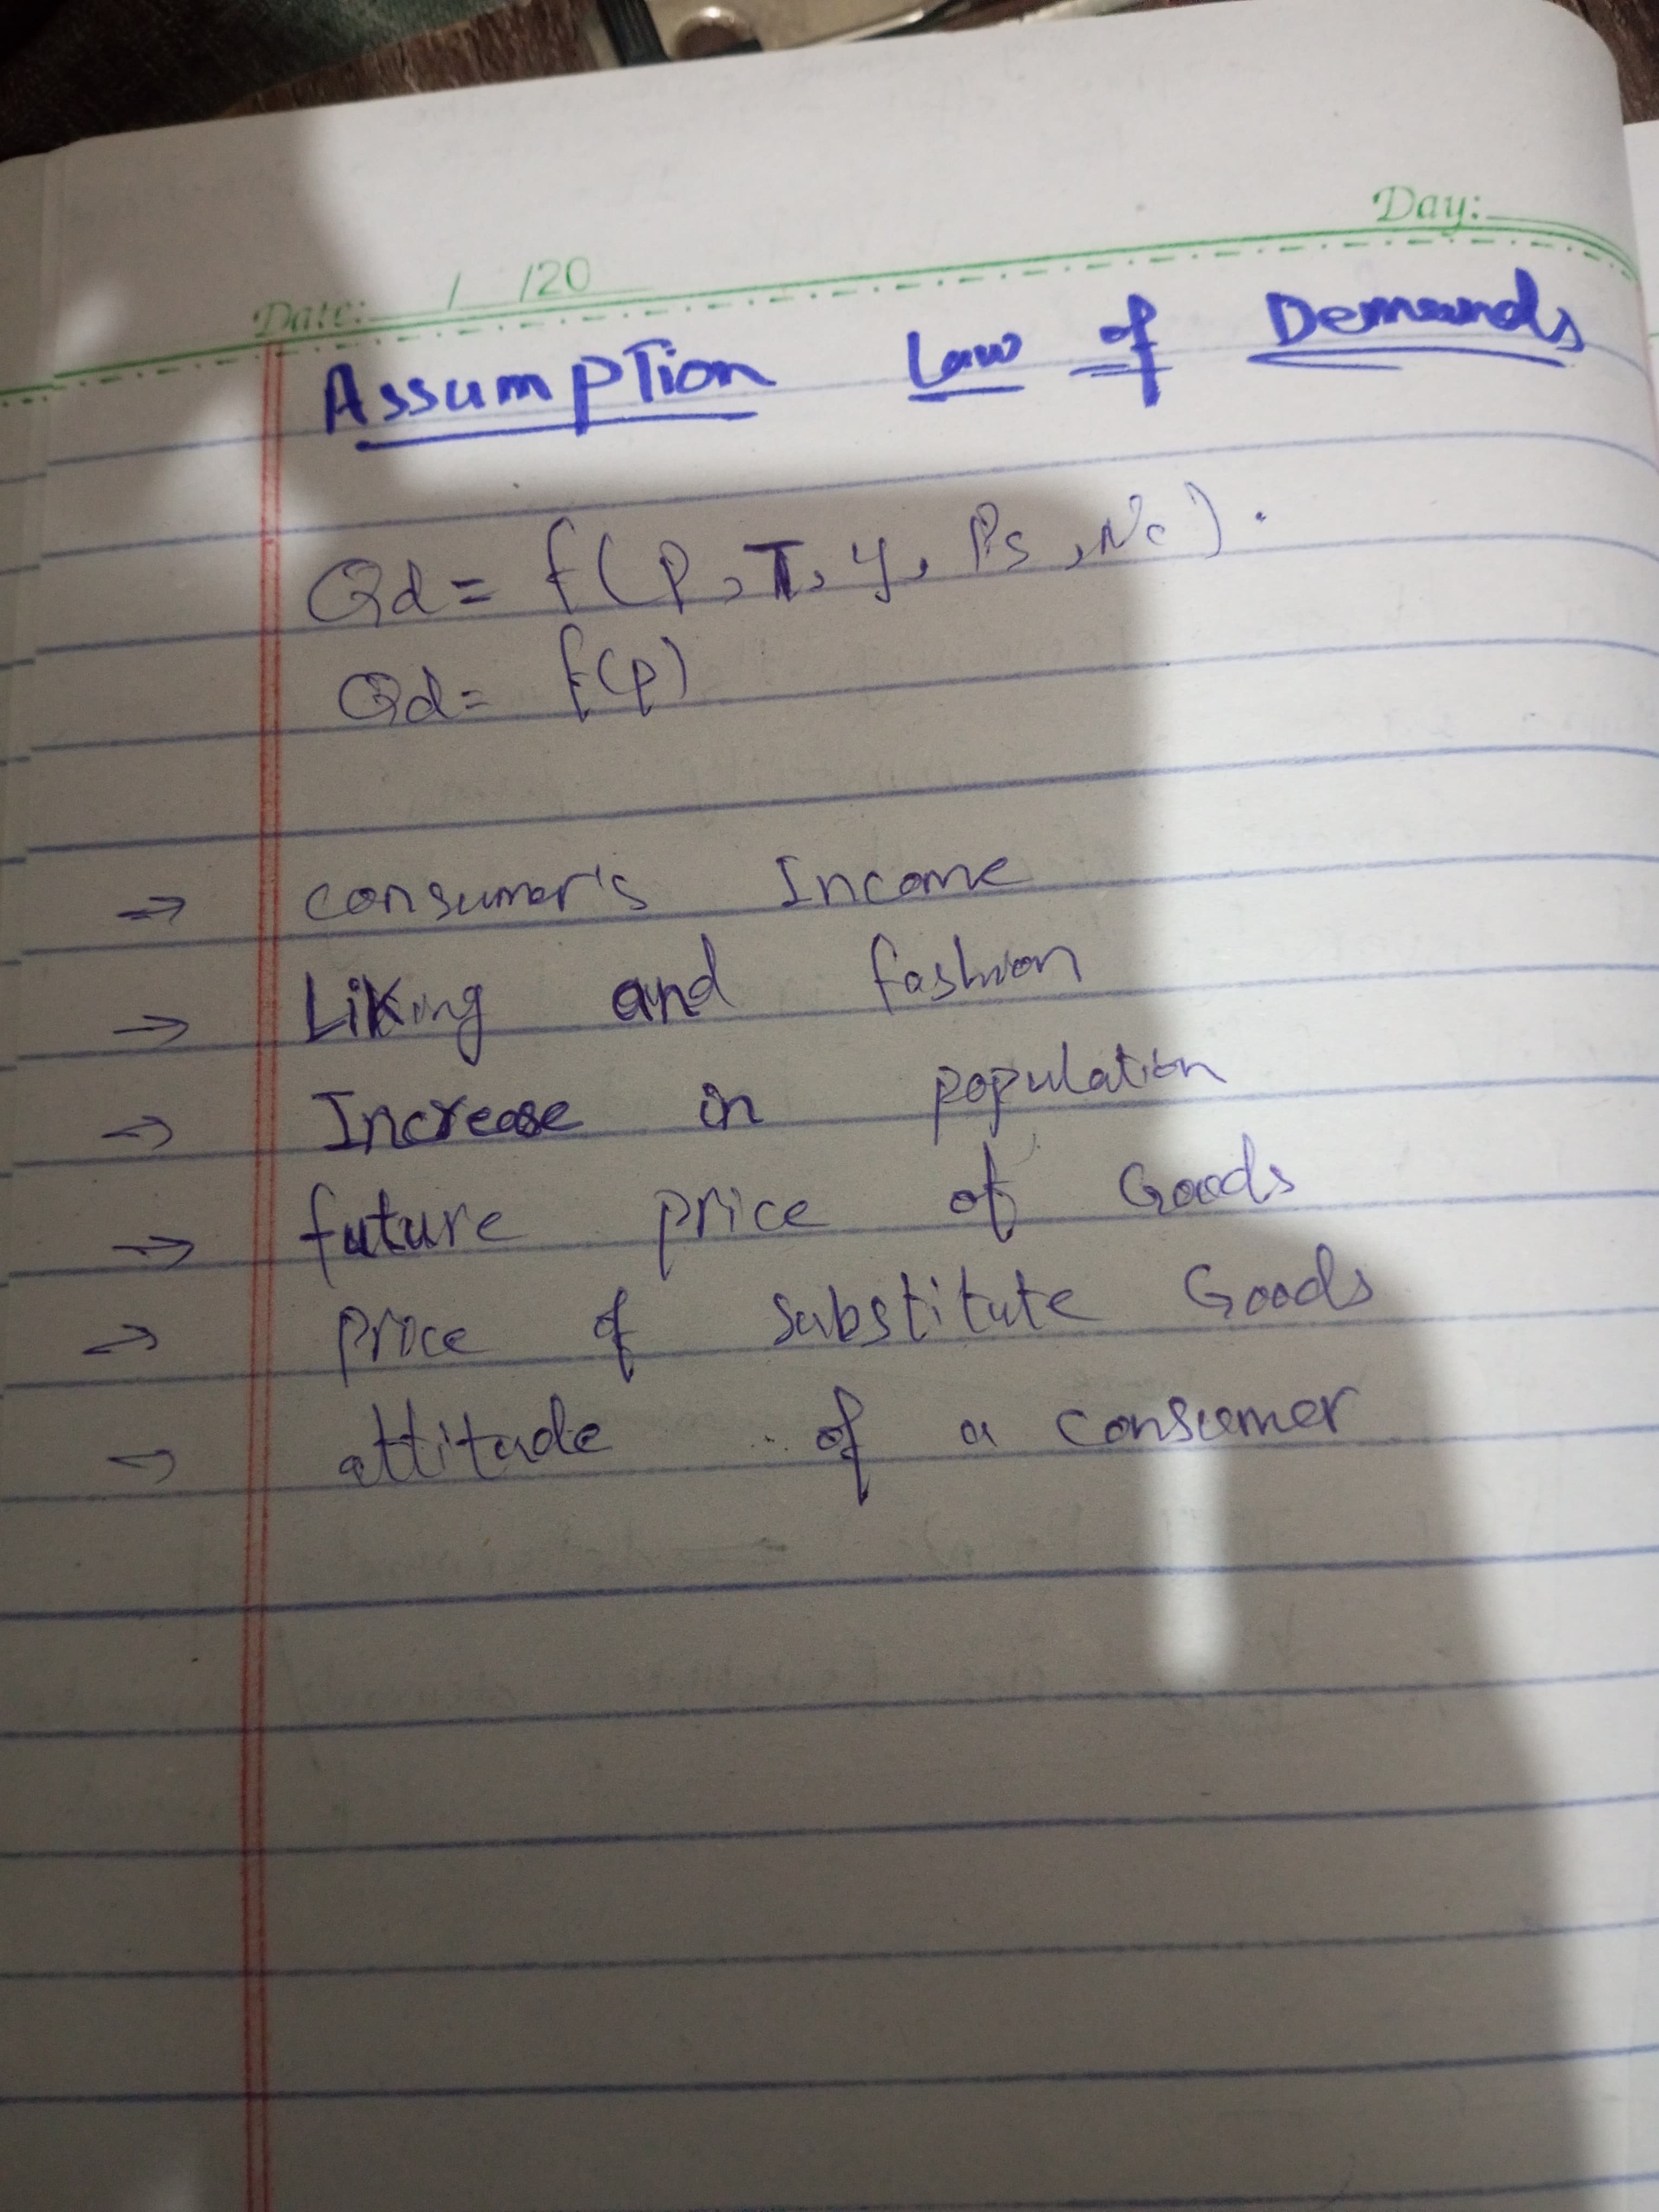 Day:
Date: / /20
Assumption Law of Demands
Qd = f(P, T, y, Ps, Nc).
Qd = f(p)
→ consumer's Income
→ Liking and fashion
→ Increase in population
→ future price of Goods
→ price of substitute Goods
→ attitude of a consumer